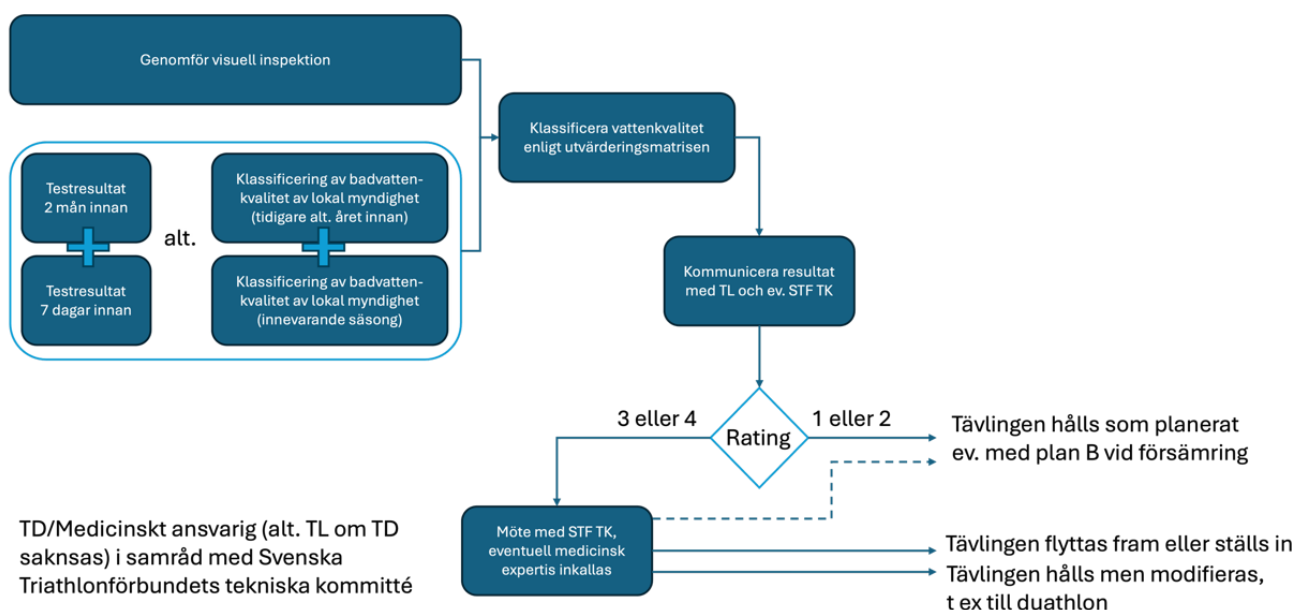 Genomför visuell inspektion
Testresultat
2 mån innan
Testresultat
7 dagar innan
alt.
Klassificering av badvatten-
kvalitet av lokal myndighet
(tidigare alt. året innan)
Klassificering av badvatten-
kvalitet av lokal myndighet
(innevarande säsong)
Klassificera vattenkvalitet
enligt utvärderingsmatrisen
Kommunicera resultat
med TL och ev. STF TK
3 eller 4
Rating
1 eller 2
Tävlingen hålls som planerat
ev. med plan B vid försämring
Möte med STF TK,
eventuell medicinsk
expertis inkallas
Tävlingen flyttas fram eller ställs in
Tävlingen hålls men modifieras,
t ex till duathlon
TD/Medicinskt ansvarig (alt. TL om TD
saknsas) i samråd med Svenska
Triathlonförbundets tekniska kommitté